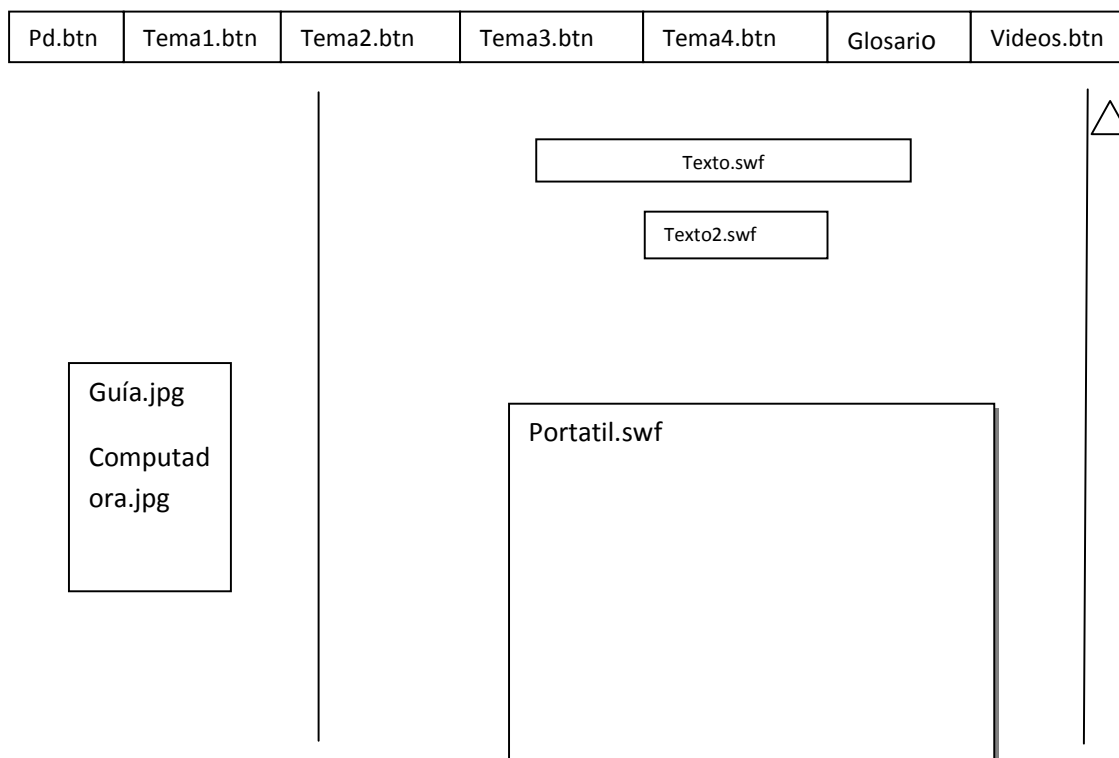 Pd.btn Tema1.btn Tema2.btn Tema3.btn Tema4.btn Glosario Videos.btn
Texto.swf
Texto2.swf
Guía.jpg
Computad
ora.jpg
Portatil.swf